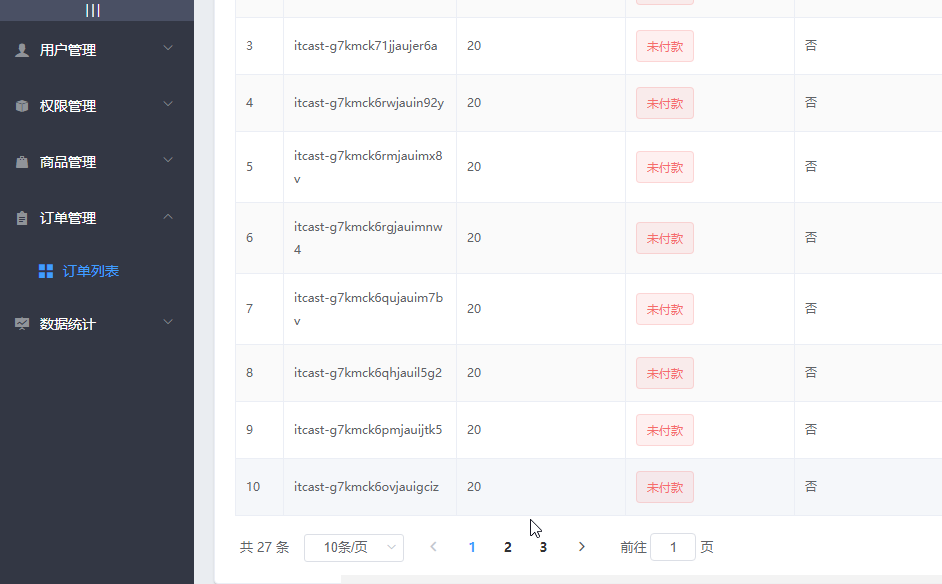 |||
用户管理
权限管理
商品管理
订单管理
订单列表
数据统计
3 itcast-g7kmck71jjaujer6a 20 未付款 否
4 itcast-g7kmck6rwjauin92y 20 未付款 否
5 itcast-g7kmck6rmjauimx8
v 20 未付款 否
6 itcast-g7kmck6rgjauimnw
4 20 未付款 否
7 itcast-g7kmck6qujauim7b
v 20 未付款 否
8 itcast-g7kmck6qhjauil5g2 20 未付款 否
9 itcast-g7kmck6pmjauijtk5 20 未付款 否
10 itcast-g7kmck6ovjauigciz 20 未付款 否
共 27 条 10条/页 < 1 2 3 > 前往 1 页